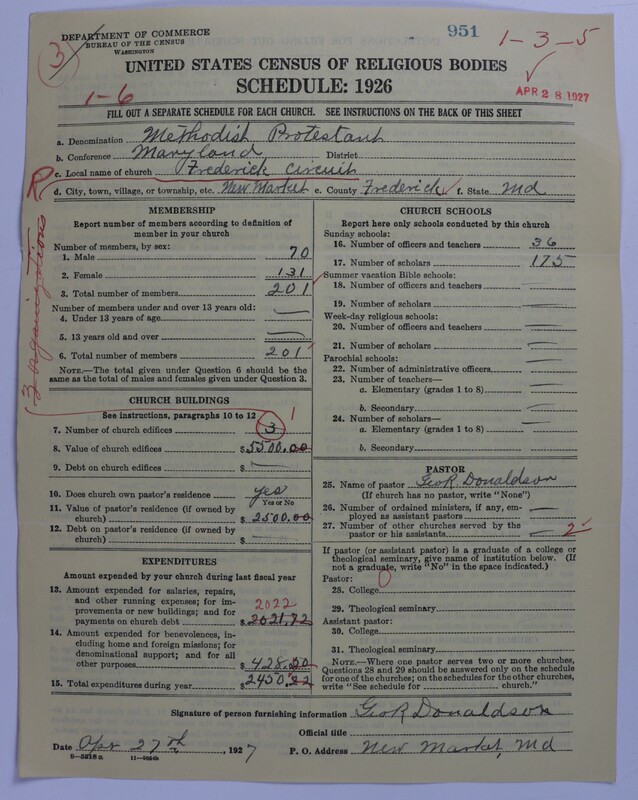 951
1-3-5
DEPARTMENT OF COMMERCE
BUREAU OF THE CENSUS
WASHINGTON
3
APR 28 1927
UNITED STATES CENSUS OF RELIGIOUS BODIES
SCHEDULE: 1926
1-6
FILL OUT A SEPARATE SCHEDULE FOR EACH CHURCH. SEE INSTRUCTIONS ON THE BACK OF THIS SHEET
a. Denomination Methodist Protestant
b. Conference Maryland District
c. Local name of church Frederick Circuit
d. City, town, village, or township, etc. New Market e. County Frederick f. State Md
R
3 organizations
MEMBERSHIP
Report number of members according to definition of
member in your church
Number of members, by sex:
1. Male 70
2. Female 131
3. Total number of members 201
Number of members under and over 13 years old:
4. Under 13 years of age
5. 13 years old and over
6. Total number of members 201
NOTE.—The total given under Question 6 should be
the same as the total of males and females given under Question 3.
CHURCH BUILDINGS
See instructions, paragraphs 10 to 12
7. Number of church edifices 3 1
8. Value of church edifices $5500.00
9. Debt on church edifices $
10. Does church own pastor's residence yes
Yes or No
11. Value of pastor's residence (if owned by
church) $2500.00
12. Debt on pastor's residence (if owned by
church) $
EXPENDITURES
Amount expended by your church during last fiscal year
13. Amount expended for salaries, repairs,
and other running expenses; for im-
provements or new buildings; and for
payments on church debt $2021.72
2022
14. Amount expended for benevolences, in-
cluding home and foreign missions; for
denominational support; and for all
other purposes $428.50
15. Total expenditures during year $2450.22
CHURCH SCHOOLS
Report here only schools conducted by this church
Sunday schools:
16. Number of officers and teachers 36
17. Number of scholars 175
Summer vacation Bible schools:
18. Number of officers and teachers
19. Number of scholars
Week-day religious schools:
20. Number of officers and teachers
21. Number of scholars
Parochial schools:
22. Number of administrative officers
23. Number of teachers—
a. Elementary (grades 1 to 8)
b. Secondary
24. Number of scholars—
a. Elementary (grades 1 to 8)
b. Secondary
PASTOR
25. Name of pastor Geo. R. Donaldson
(If church has no pastor, write "None")
26. Number of ordained ministers, if any, em-
ployed as assistant pastors
27. Number of other churches served by the
pastor or his assistants 2
If pastor (or assistant pastor) is a graduate of a college or
theological seminary, give name of institution below. (If
not a graduate, write "No" in the space indicated.)
Pastor:
28. College
29. Theological seminary
Assistant pastor:
30. College
31. Theological seminary
NOTE.—Where one pastor serves two or more churches,
Questions 28 and 29 should be answered only on the schedule
for one of the churches; on the schedules for the other churches,
write "See schedule for church."
Signature of person furnishing information Geo R Donaldson
Official title
Date Apr 27th, 1927 P. O. Address New Market, Md